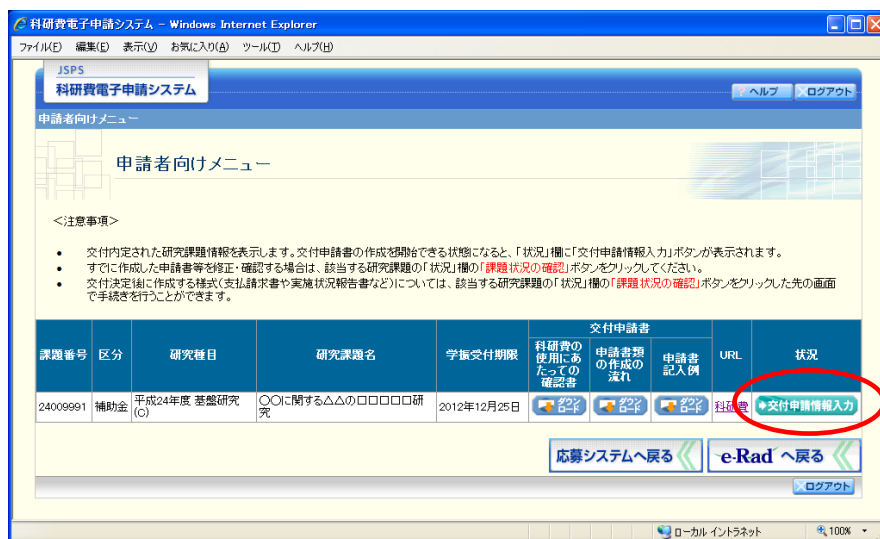 科研費電子申請システム - Windows Internet Explorer
ファイル(F) 編集(E) 表示(V) お気に入り(A) ツール(T) ヘルプ(H)
JSPS
科研費電子申請システム
? ヘルプ ×ログアウト
申請者向けメニュー
申請者向けメニュー
<注意事項>
• 交付内定された研究課題情報を表示します。交付申請書の作成を開始できる状態になると、「状況」欄に「交付申請情報入力」ボタンが表示されます。
• すでに作成した申請書等を修正・確認する場合は、該当する研究課題の「状況」欄の「課題状況の確認」ボタンをクリックしてください。
• 交付決定後に作成する様式(支払請求書や実施状況報告書など)については、該当する研究課題の「状況」欄の「課題状況の確認」ボタンをクリックした先の画面
で手続きを行うことができます。
交付申請書
課題番号 区分 研究種目 研究課題名 学振受付期限 科研費の使用にあたっての確認書 申請書類の作成の流れ 申請書記入例 URL 状況
24009991 補助金 平成24年度 基盤研究(C) 〇〇に関する△△の□□□□□研究 2012年12月25日 ダウンロード ダウンロード ダウンロード 科研費 交付申請情報入力
応募システムへ戻る e-Rad へ戻る
×ログアウト
ローカル イントラネット 100%